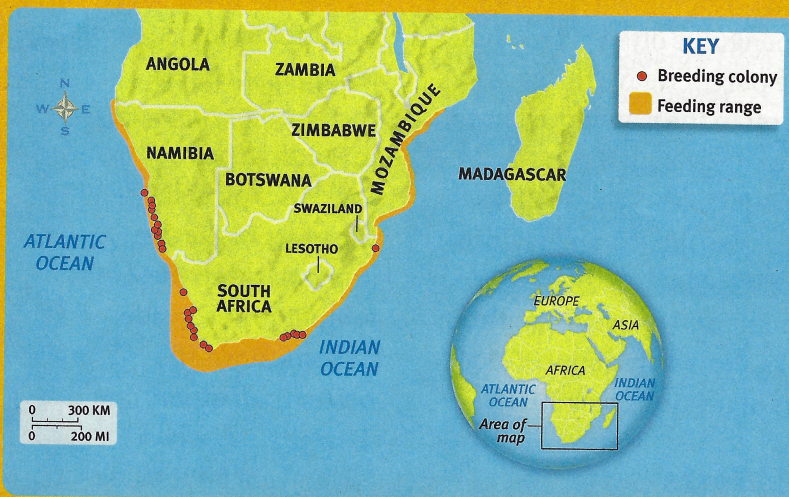 KEY
Breeding colony
Feeding range
N
W E
S
ANGOLA
ZAMBIA
ZIMBABWE
MOZAMBIQUE
NAMIBIA
BOTSWANA
MADAGASCAR
SWAZILAND
ATLANTIC
OCEAN
LESOTHO
SOUTH
AFRICA
INDIAN
OCEAN
0 300 KM
0 200 MI
EUROPE
ASIA
AFRICA
ATLANTIC
OCEAN
INDIAN
OCEAN
Area of
map